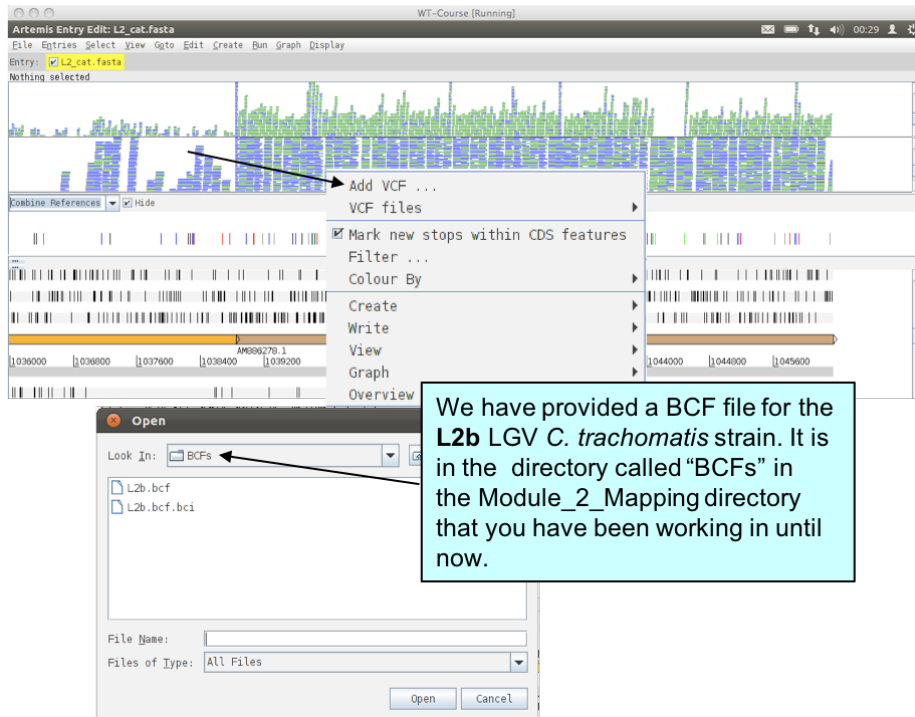 WT-Course [Running]
Artemis Entry Edit: L2_cat.fasta
00:29
File Entries Select View Goto Edit Create Run Graph Display
Entry: L2_cat.fasta
Nothing selected
Add VCF ...
VCF files
Combine References Hide
Mark new stops within CDS features
Filter ...
Colour By
Create
Write
View
Graph
Overview
AM886278.1
1036000 1036800 1037600 1038400 1039200 1044000 1044800 1045600
We have provided a BCF file for the
L2b LGV C. trachomatis strain. It is
in the directory called “BCFs” in
the Module_2_Mapping directory
that you have been working in until
now.
Open
Look In: BCFs
L2b.bcf
L2b.bcf.bci
File Name:
Files of Type: All Files
Open Cancel